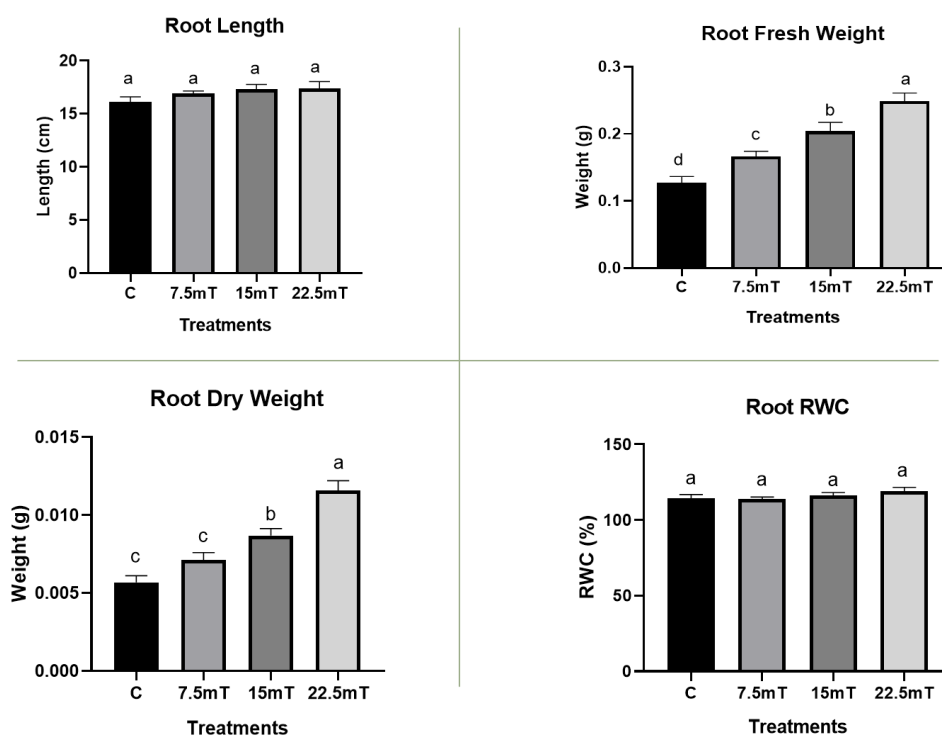 Root Length
20
15
10
5
0
Length (cm)
a a a a
C 7.5mT 15mT 22.5mT
Treatments
Root Fresh Weight
0.3
0.2
0.1
0.0
Weight (g)
d c b a
C 7.5mT 15mT 22.5mT
Treatments
Root Dry Weight
0.015
0.010
0.005
0.000
Weight (g)
c c b a
C 7.5mT 15mT 22.5mT
Treatments
Root RWC
150
100
50
0
RWC (%)
a a a a
C 7.5mT 15mT 22.5mT
Treatments